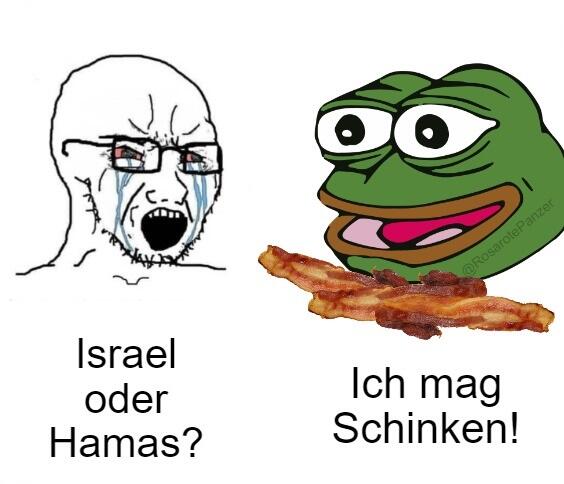 Israel
oder
Hamas?
Ich mag
Schinken!
@RosarotePanzer